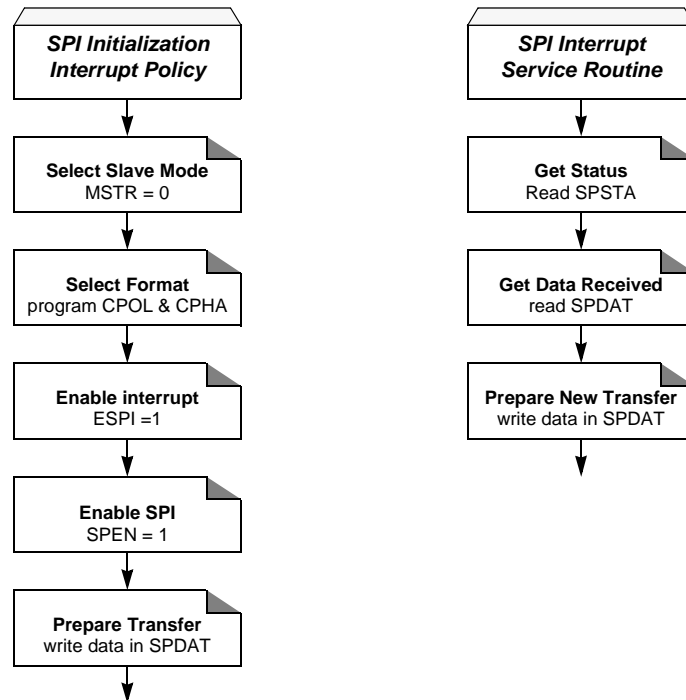 SPI Initialization
Interrupt Policy
Select Slave Mode
MSTR = 0
Select Format
program CPOL & CPHA
Enable interrupt
ESPI =1
Enable SPI
SPEN = 1
Prepare Transfer
write data in SPDAT
SPI Interrupt
Service Routine
Get Status
Read SPSTA
Get Data Received
read SPDAT
Prepare New Transfer
write data in SPDAT